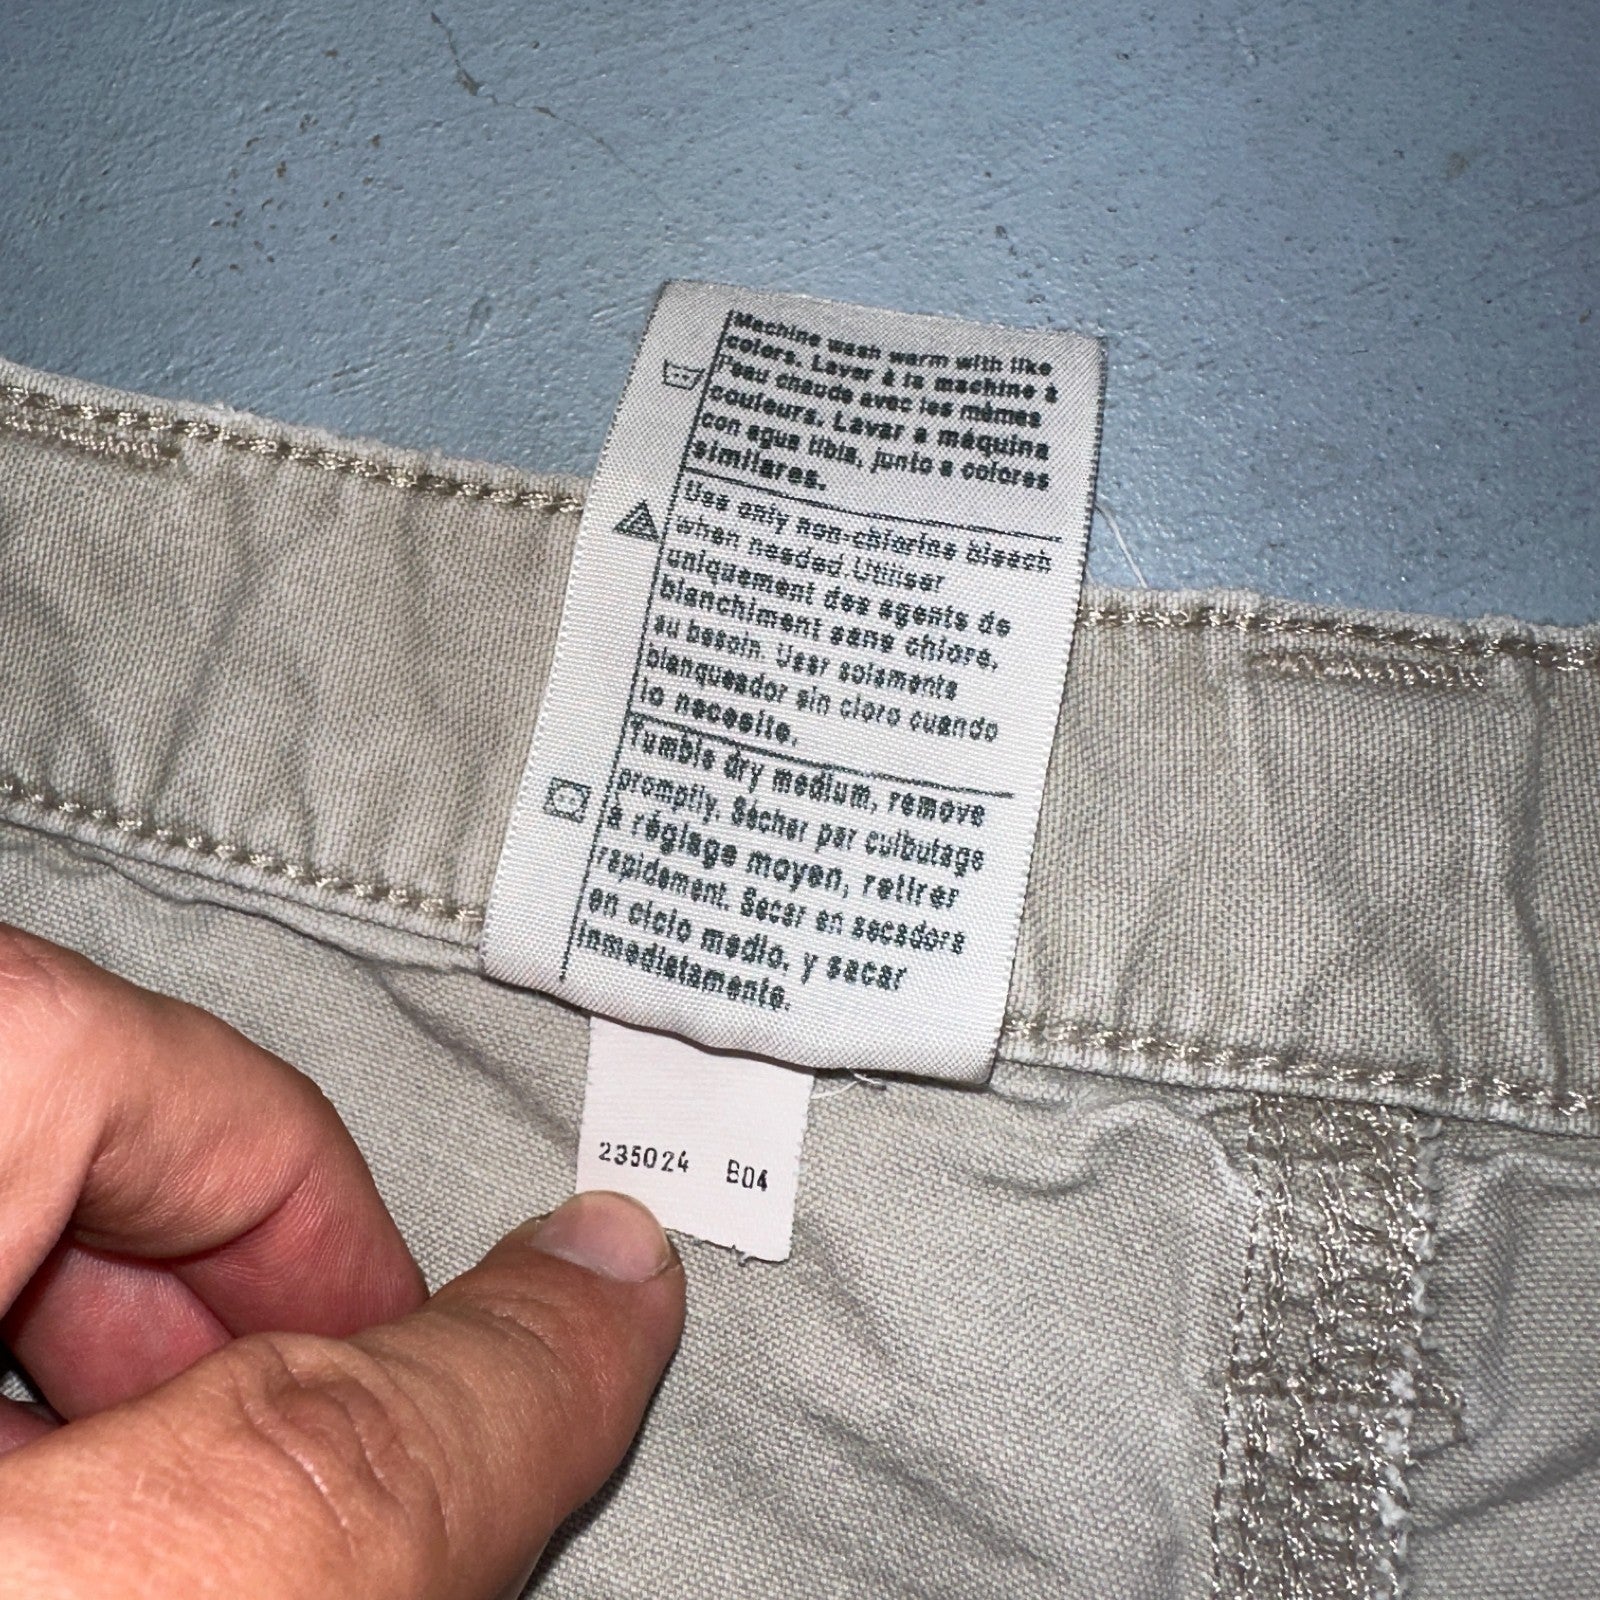 Machine wash warm with like
colors. Laver à la machine à
l'eau chaude avec les mêmes
couleurs. Lavar a máquina
con agua tibia, junto a colores
similares.
Use only non-chlorine bleach
when needed.Utiliser
uniquement des agents de
blanchiment sans chlore,
au besoin. Usar solamente
blanqueador sin cloro cuando
lo necesite.
Tumble dry medium, remove
promptly. Sécher par culbutage
à réglage moyen, retirer
rapidement. Secar en secadora
en ciclo medio, y sacar
inmediatamente.
235024 B04